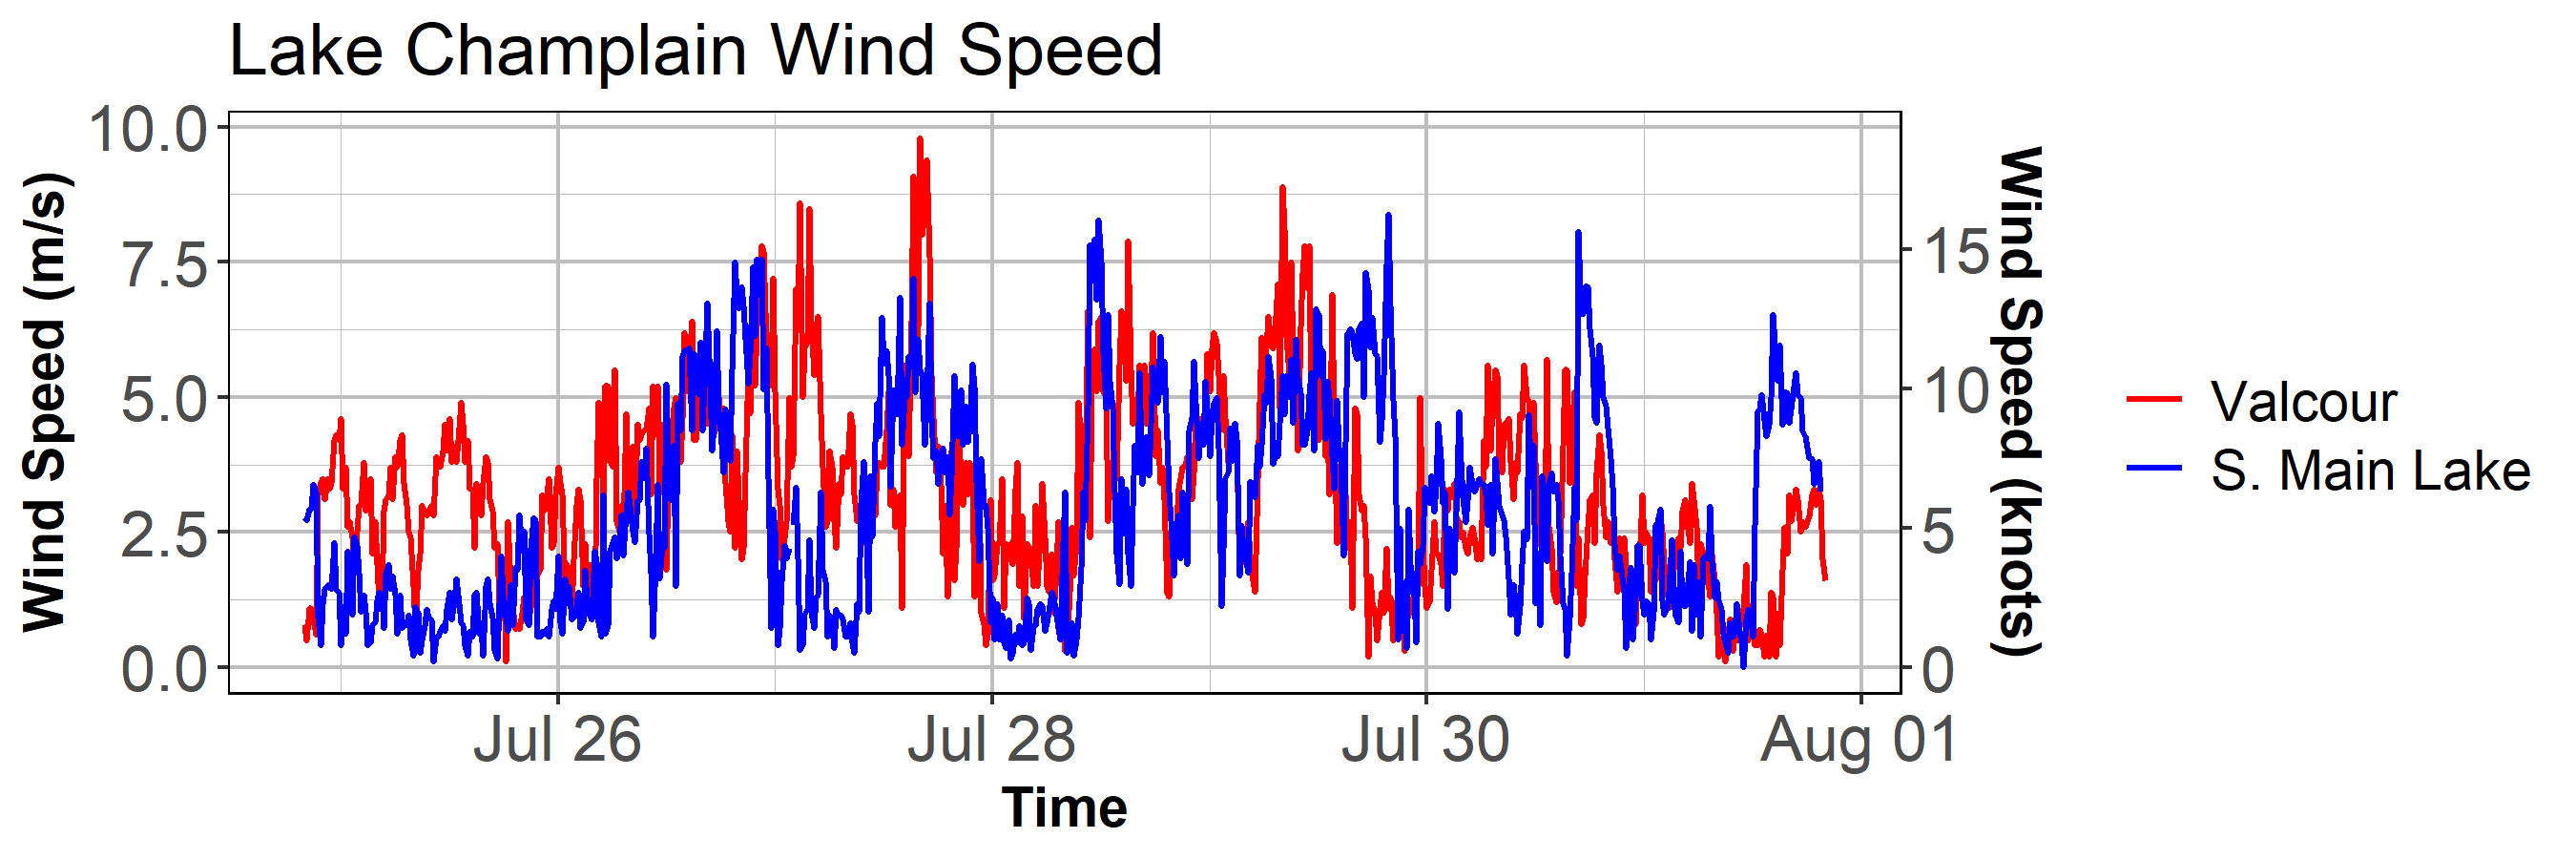 Lake Champlain Wind Speed
10.0
7.5
5.0
2.5
0.0
Wind Speed (m/s)
15
10
5
0
Wind Speed (knots)
Jul 26
Jul 28
Jul 30
Aug 01
Time
Valcour
S. Main Lake